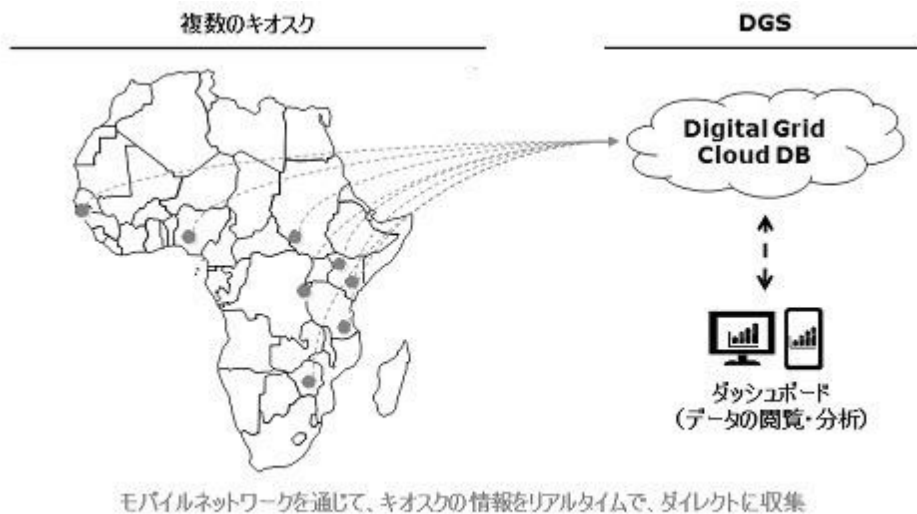 複数のキオスク
DGS
Digital Grid
Cloud DB
ダッシュボード
(データの閲覧・分析)
モバイルネットワークを通じて、キオスクの情報をリアルタイムで、ダイレクトに収集